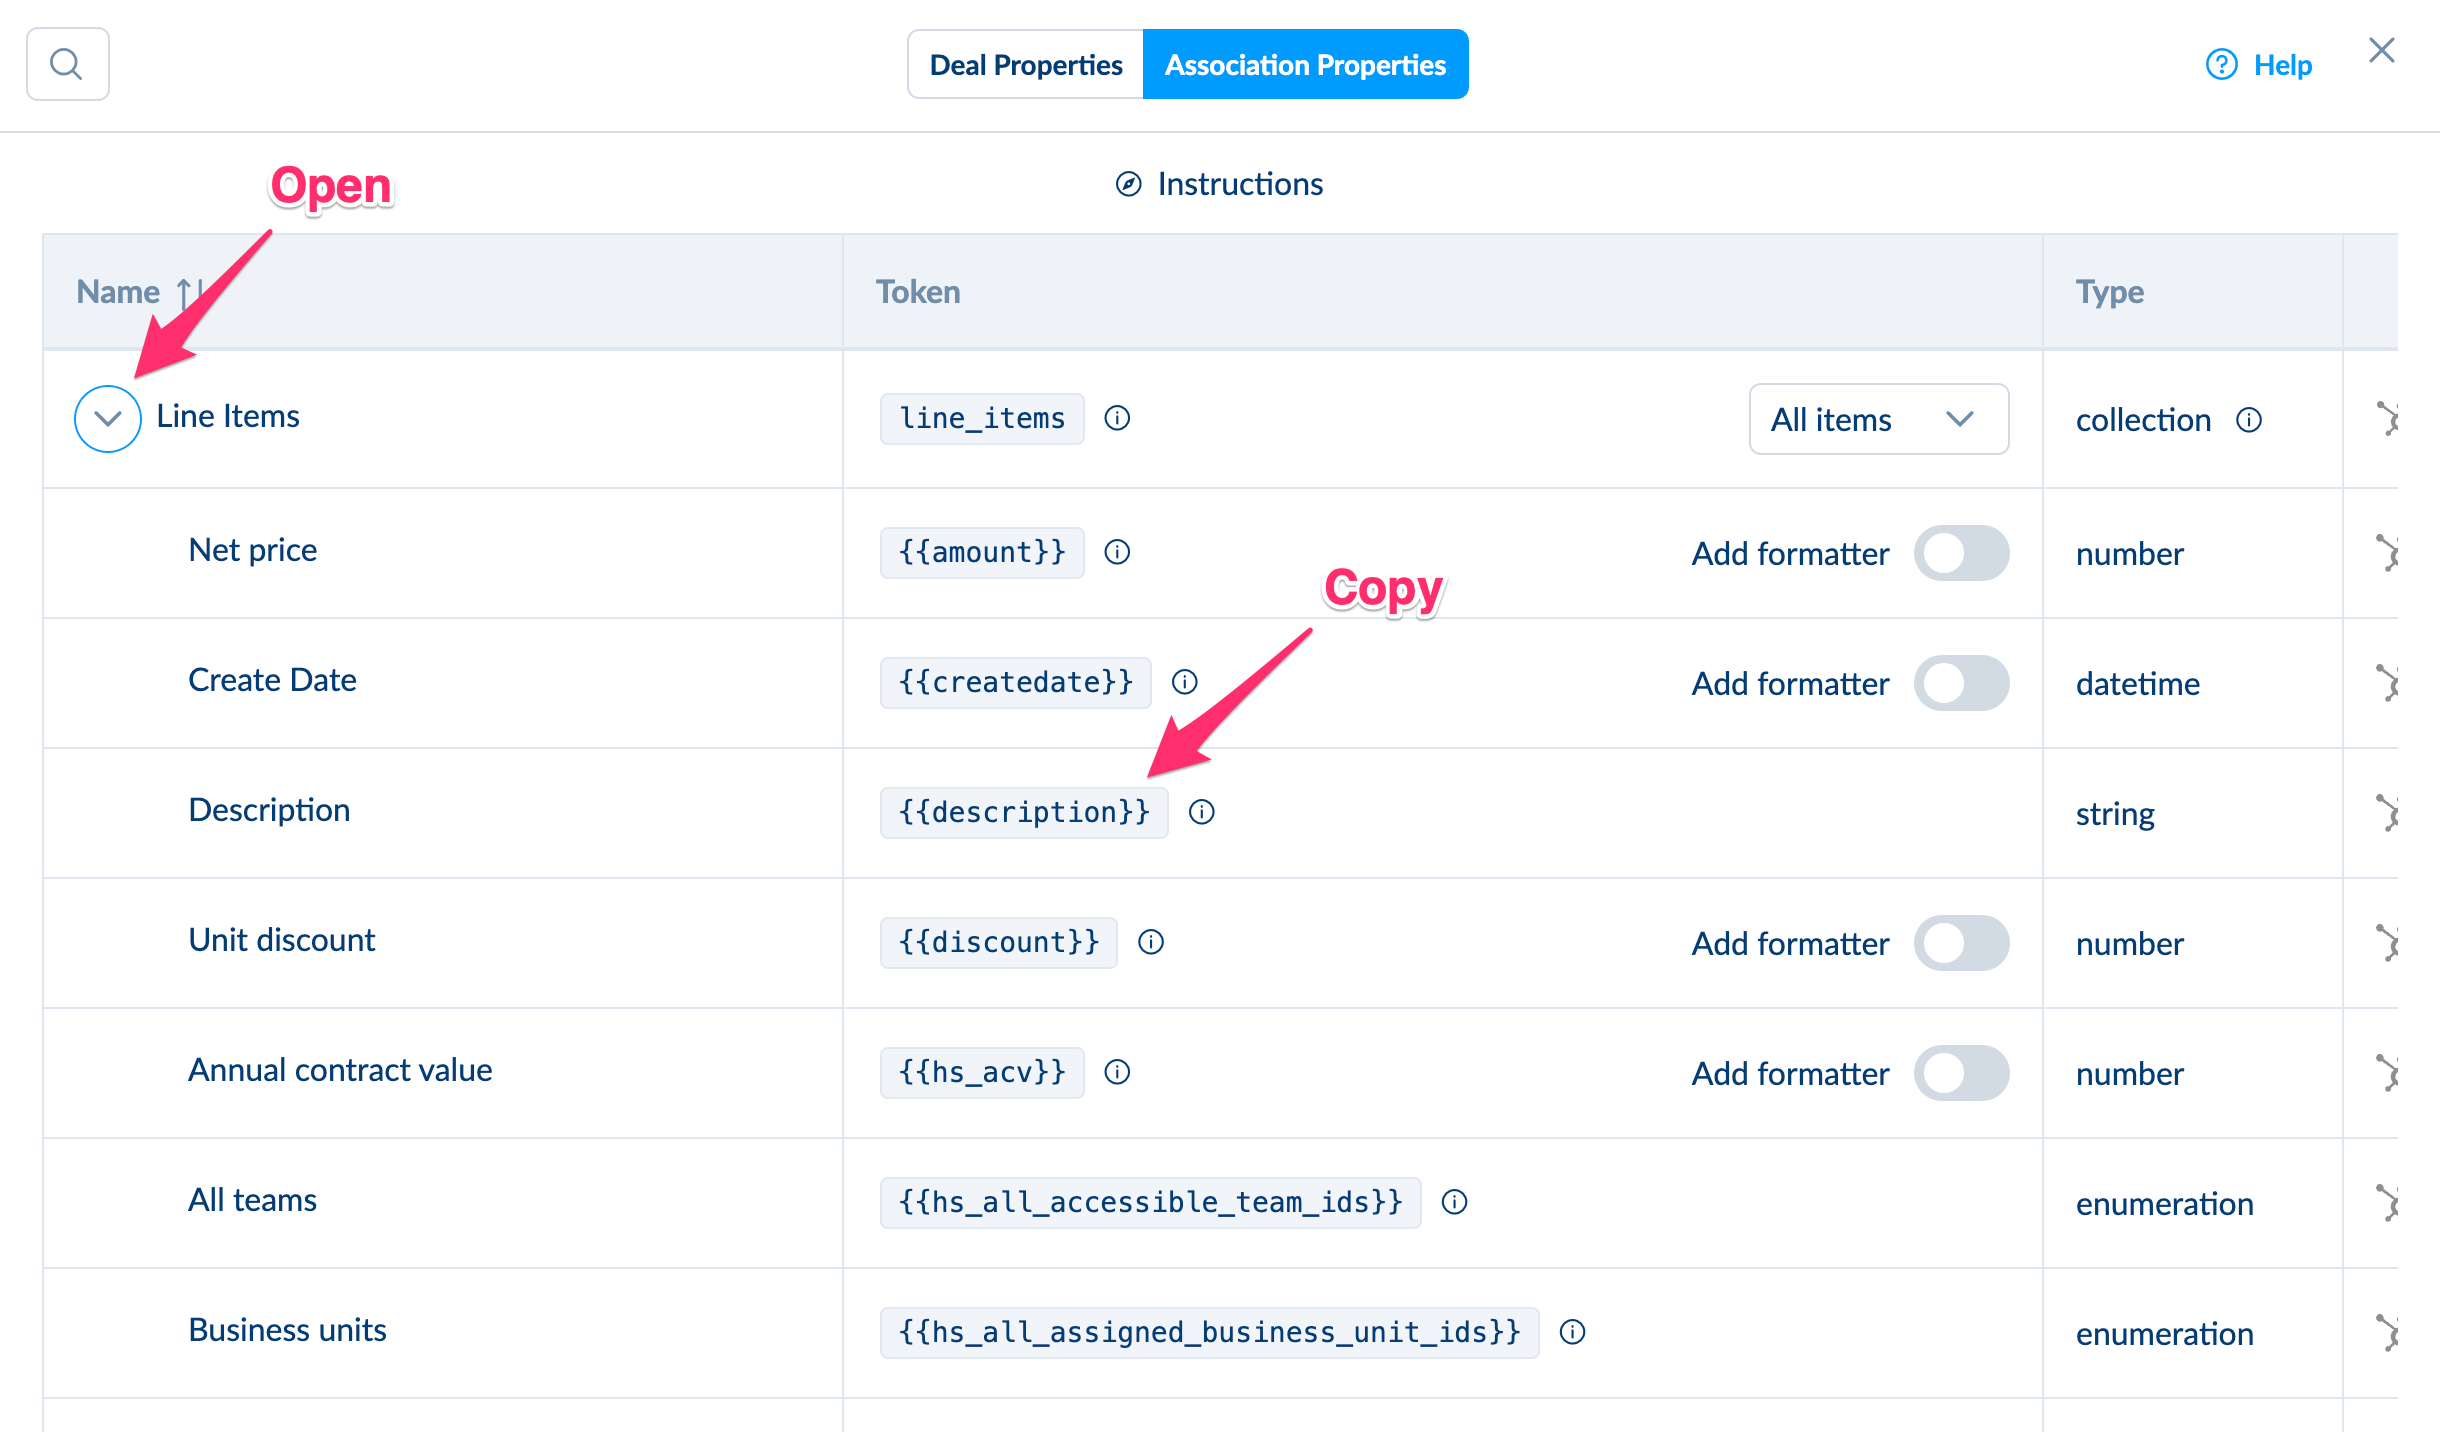 Deal Properties Association Properties Help
Open
Instructions
Name Token Type
Line Items line_items All items collection
Net price {{amount}} Add formatter number
Copy
Create Date {{createdate}} Add formatter datetime
Description {{description}} string
Unit discount {{discount}} Add formatter number
Annual contract value {{hs_acv}} Add formatter number
All teams {{hs_all_accessible_team_ids}} enumeration
Business units {{hs_all_assigned_business_unit_ids}} enumeration